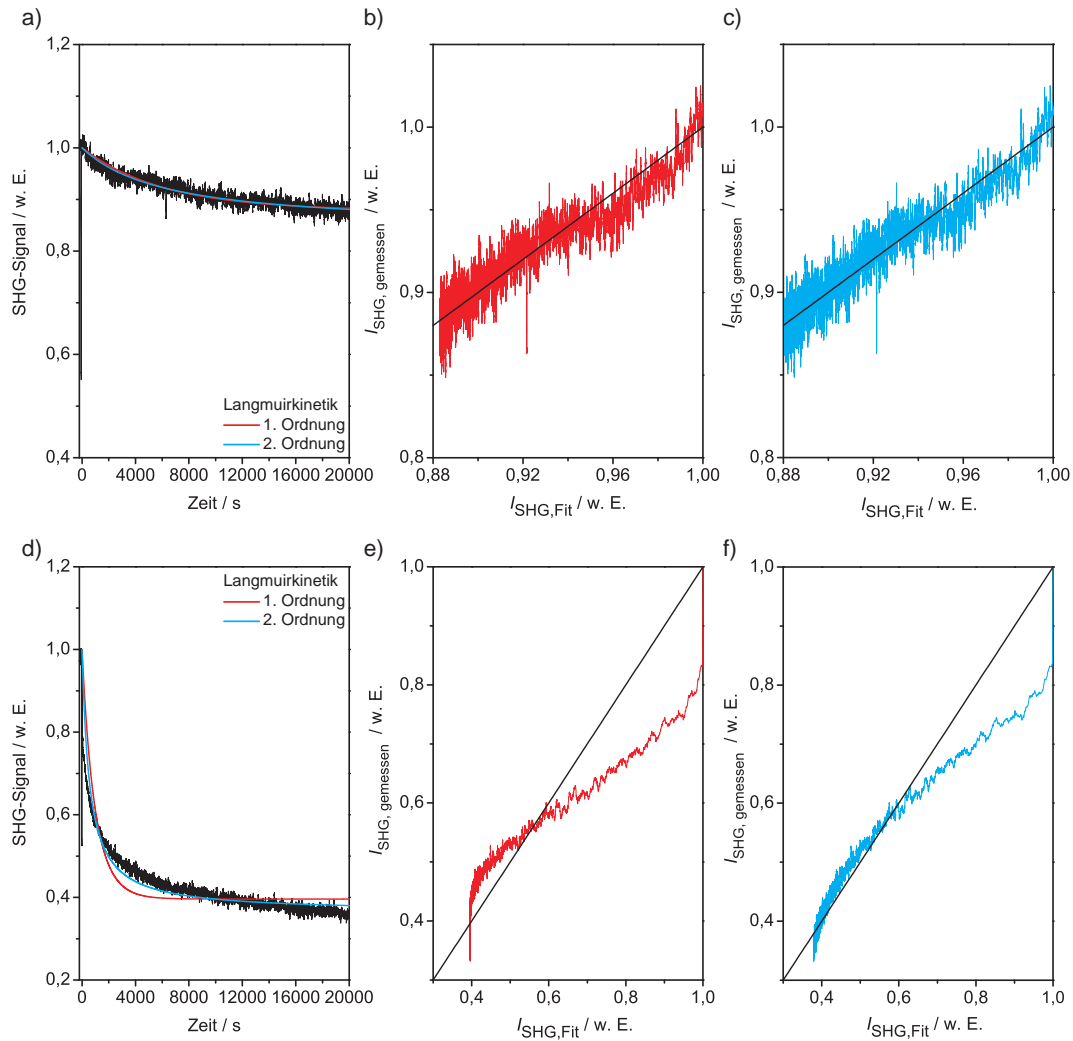 a)
1,2
1,0
0,8
0,6
0,4
SHG-Signal / w. E.
Langmuirkinetik
1. Ordnung
2. Ordnung
0 4000 8000 12000 16000 20000
Zeit / s
b)
1,0
0,9
0,8
I SHG, gemessen / w. E.
0,88 0,92 0,96 1,00
I SHG,Fit / w. E.
c)
1,0
0,9
0,8
I SHG, gemessen / w. E.
0,88 0,92 0,96 1,00
I SHG,Fit / w. E.
d)
1,2
1,0
0,8
0,6
0,4
0,2
SHG-Signal / w. E.
Langmuirkinetik
1. Ordnung
2. Ordnung
0 4000 8000 12000 16000 20000
Zeit / s
e)
1,0
0,8
0,6
0,4
I SHG, gemessen / w. E.
0,4 0,6 0,8 1,0
I SHG,Fit / w. E.
f)
1,0
0,8
0,6
0,4
I SHG, gemessen / w. E.
0,4 0,6 0,8 1,0
I SHG,Fit / w. E.